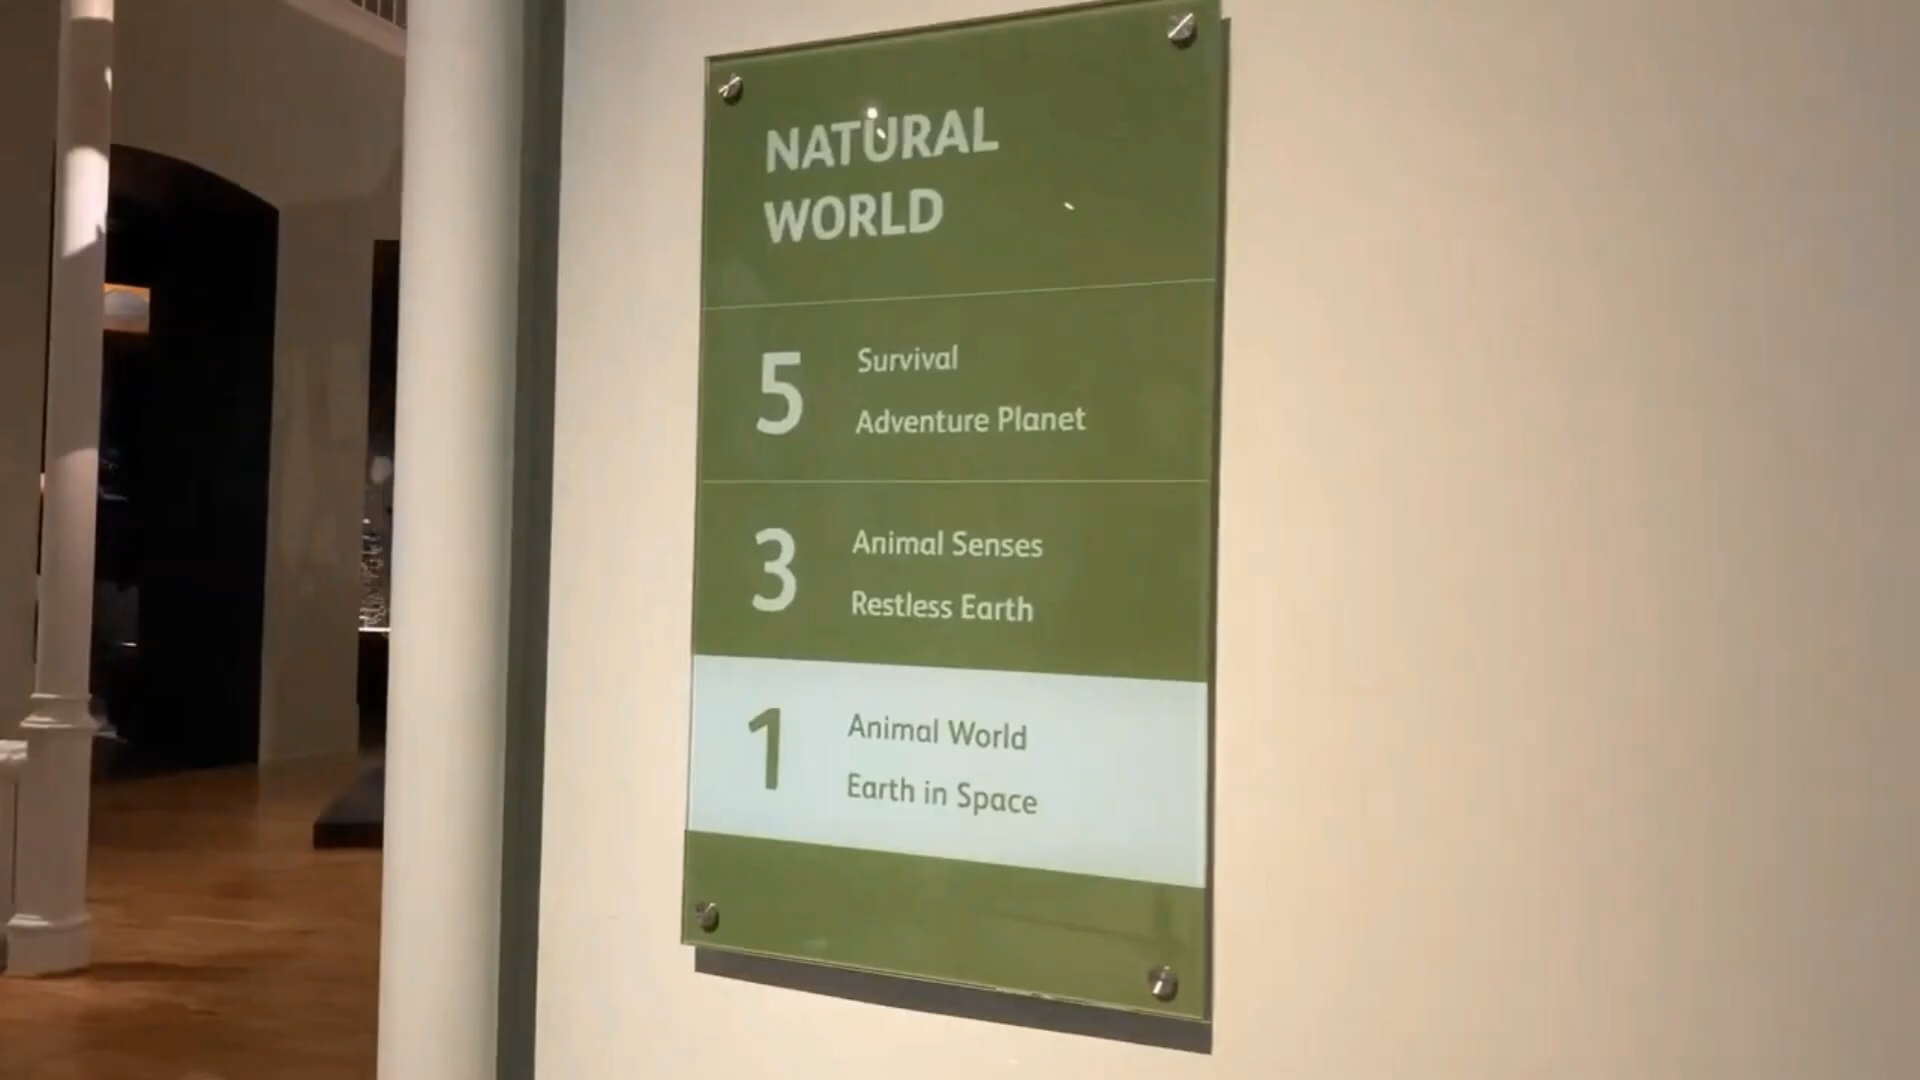 NATURAL
WORLD
5
Survival
Adventure Planet
3
Animal Senses
Restless Earth
1
Animal World
Earth in Space